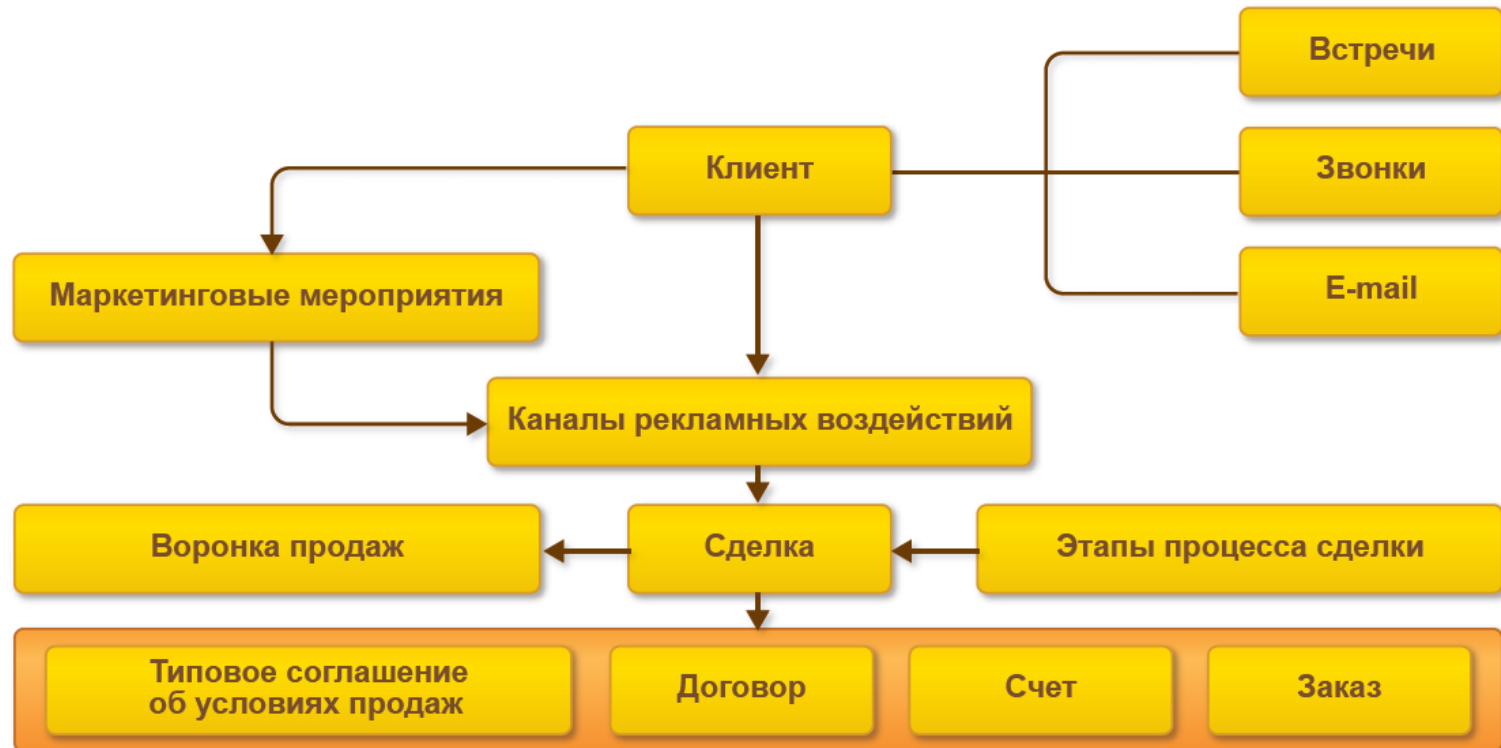 Встречи
Клиент
Звонки
Маркетинговые мероприятия
E-mail
Каналы рекламных воздействий
Воронка продаж
Сделка
Этапы процесса сделки
Типовое соглашение
об условиях продаж
Договор
Счет
Заказ